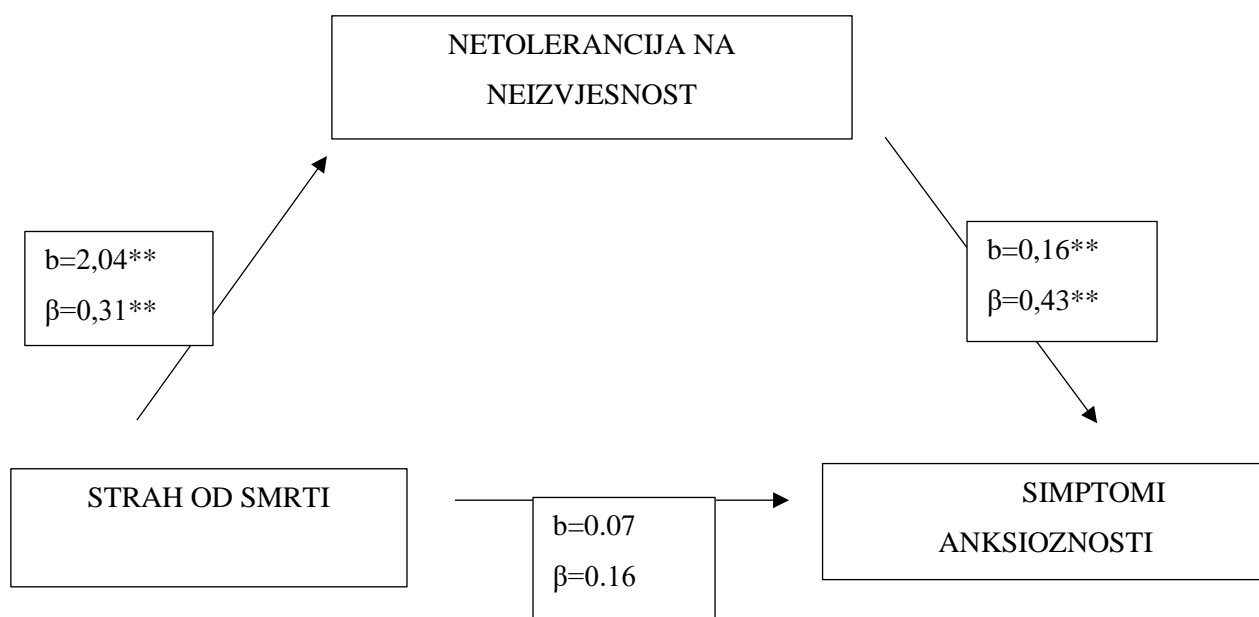 NETOLERANCIJA NA
NEIZVJESNOST
b=2,04**
β=0,31**
b=0,16**
β=0,43**
STRAH OD SMRTI
b=0.07
β=0.16
SIMPTOMI
ANKSIOZNOSTI